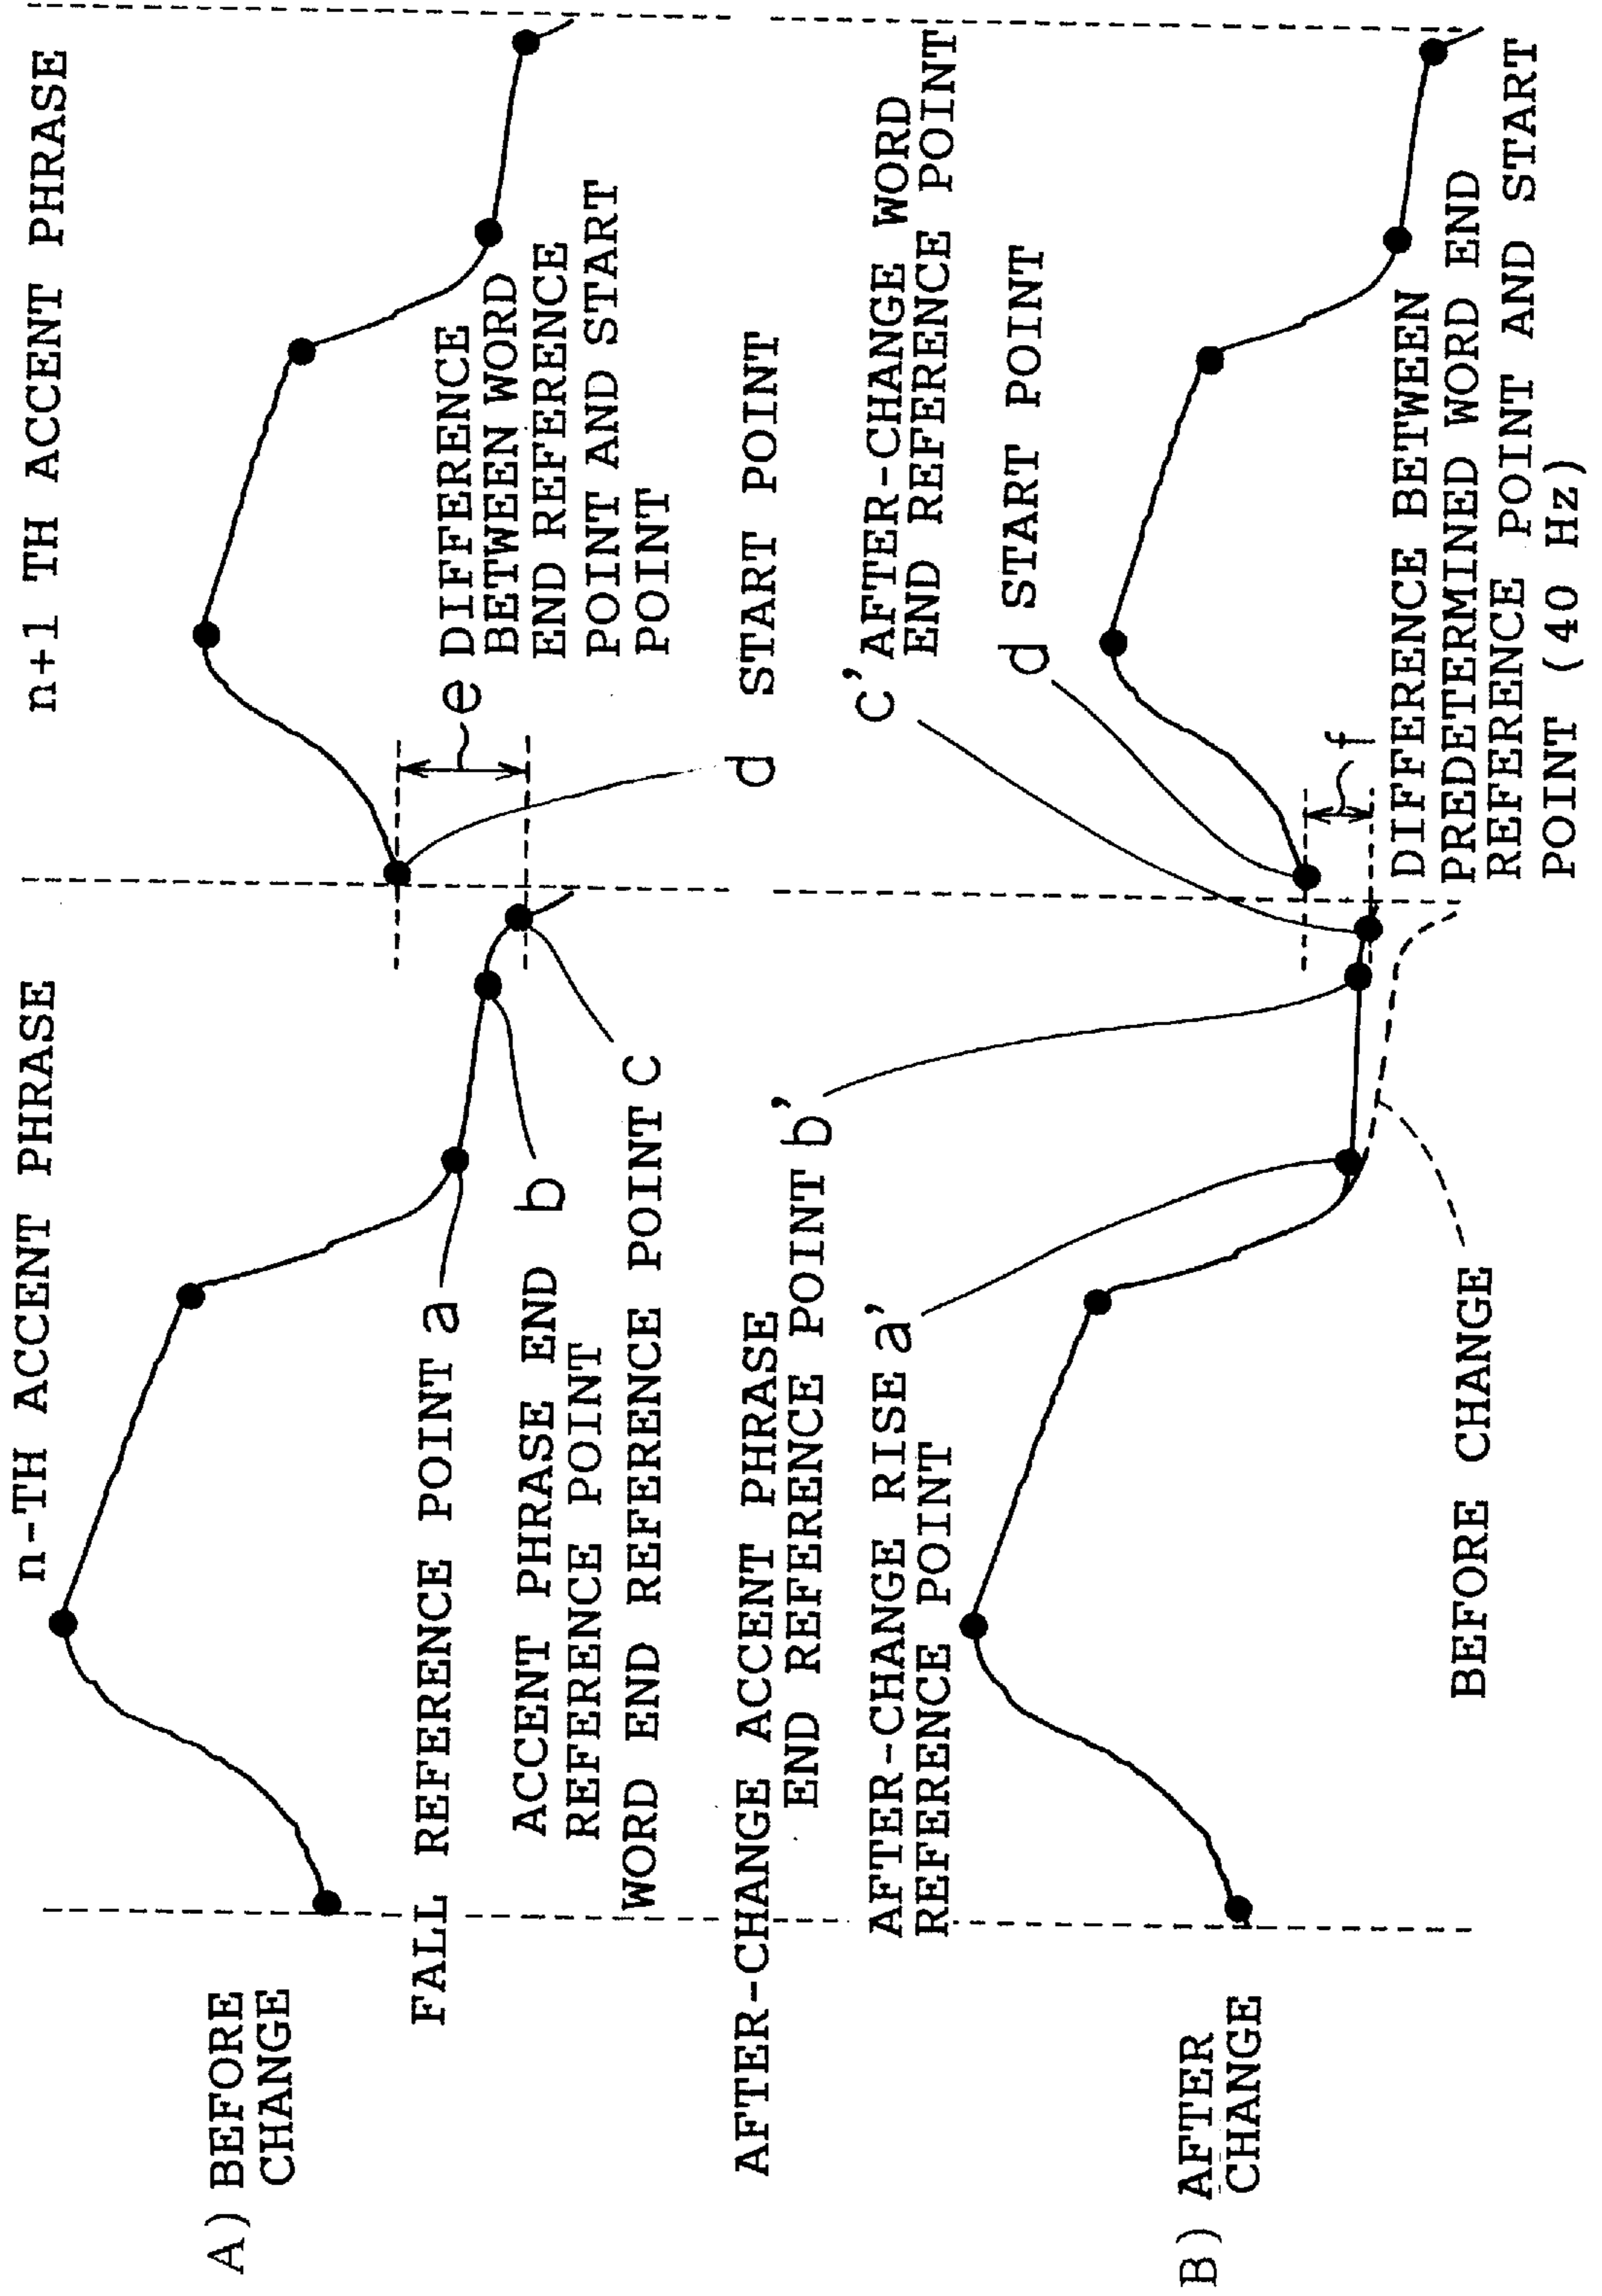 A) BEFORE
CHANGE
n-TH ACCENT PHRASE
n+1 TH ACCENT PHRASE
FALL REFERENCE POINT a
ACCENT PHRASE END b
REFERENCE POINT
WORD END REFERENCE POINT c
e DIFFERENCE
BETWEEN WORD
END REFERENCE
POINT AND START
POINT
d START POINT
B) AFTER
CHANGE
AFTER-CHANGE ACCENT PHRASE
END REFERENCE POINT b'
AFTER-CHANGE RISE a'
REFERENCE POINT
c' AFTER-CHANGE WORD
END REFERENCE POINT
d START POINT
f
DIFFERENCE BETWEEN
PREDETERMINED WORD END
REFERENCE POINT AND START
POINT (40 Hz)
BEFORE CHANGE